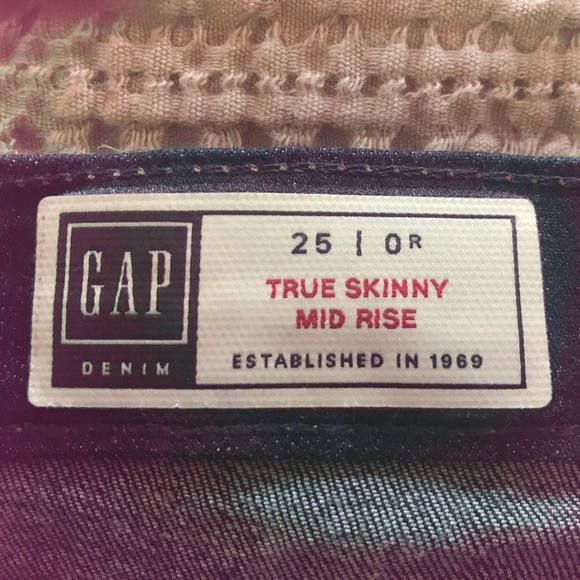 GAP
DENIM
25 | 0R
TRUE SKINNY
MID RISE
ESTABLISHED IN 1969